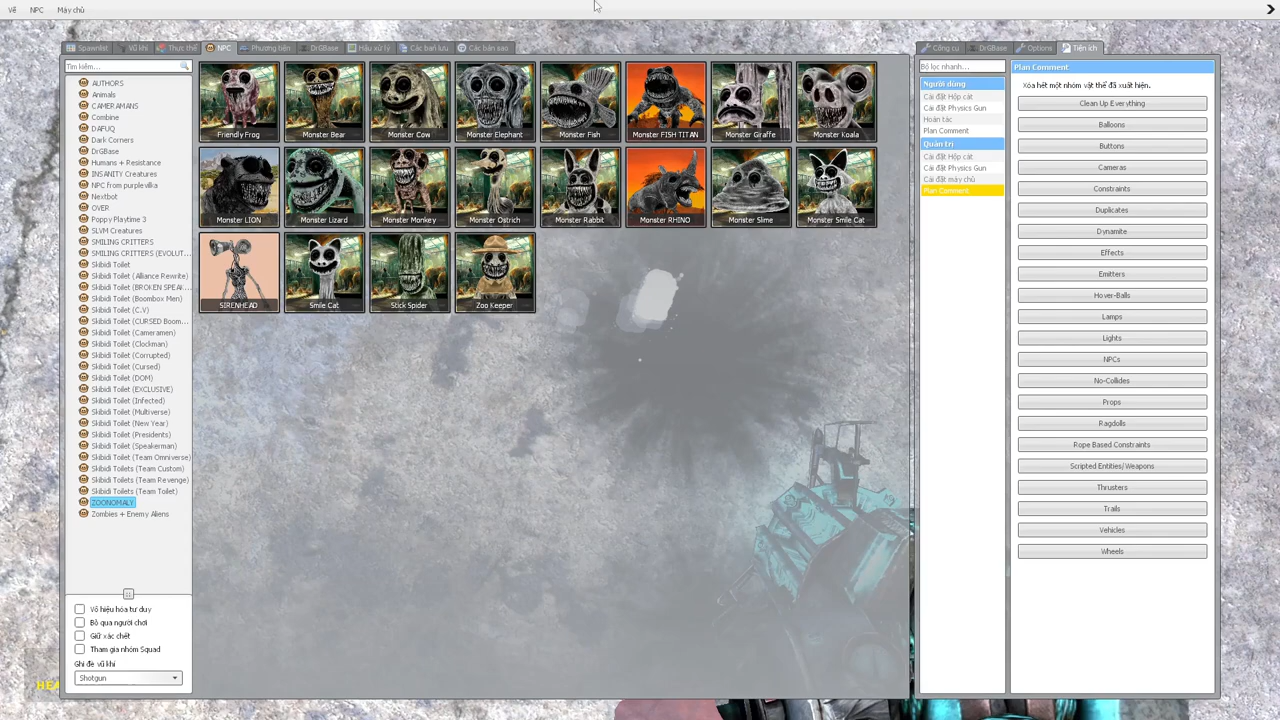 Vẽ NPC Máy chủ
Spawnlist Vũ khí Thực thể NPC Phương tiện DrGBase Hậu xử lý Các bản lưu Các bản sao
Tìm kiếm...
AUTHORS
Animals
CAMERAMANS
Combine
DAFUQ
Dark Corners
DrGBase
Humans + Resistance
INSANITY Creatures
NPC from purplevilka
Nextbot
OVER
Poppy Playtime 3
SLVM Creatures
SMILING CRITTERS
SMILING CRITTERS (EVOLUT...
Skibidi Toilet
Skibidi Toilet (Alliance Rewrite)
Skibidi Toilet (BROKEN SPEAK...
Skibidi Toilet (Boombox Men)
Skibidi Toilet (C.V)
Skibidi Toilet (CURSED Boom...
Skibidi Toilet (Cameramen)
Skibidi Toilet (Clockman)
Skibidi Toilet (Corrupted)
Skibidi Toilet (Cursed)
Skibidi Toilet (DOM)
Skibidi Toilet (EXCLUSIVE)
Skibidi Toilet (Infected)
Skibidi Toilet (Multiverse)
Skibidi Toilet (New Year)
Skibidi Toilet (Presidents)
Skibidi Toilet (Speakerman)
Skibidi Toilet (Team Omniverse)
Skibidi Toilets (Team Custom)
Skibidi Toilets (Team Revenge)
Skibidi Toilets (Team Toilet)
ZOONOMALY
Zombies + Enemy Aliens
Vô hiệu hóa tư duy
Bỏ qua người chơi
Giữ xác chết
Tham gia nhóm Squad
Ghi đè vũ khí
Shotgun
Friendly Frog Monster Bear Monster Cow Monster Elephant Monster Fish Monster FISH TITAN Monster Giraffe Monster Koala
Monster LION Monster Lizard Monster Monkey Monster Ostrich Monster Rabbit Monster RHINO Monster Slime Monster Smile Cat
SIRENHEAD Smile Cat Stick Spider Zoo Keeper
Công cụ DrGBase Options Tiện ích
Bộ lọc nhanh...
Người dùng
Cài đặt Hộp cát
Cài đặt Physics Gun
Hoàn tác
Plan Comment
Quản trị
Cài đặt Hộp cát
Cài đặt Physics Gun
Cài đặt máy chủ
Plan Comment
Plan Comment
Xóa hết một nhóm vật thể đã xuất hiện.
Clean Up Everything
Balloons
Buttons
Cameras
Constraints
Duplicates
Dynamite
Effects
Emitters
Hover-Balls
Lamps
Lights
NPCs
No-Collides
Props
Ragdolls
Rope Based Constraints
Scripted Entities/Weapons
Thrusters
Trails
Vehicles
Wheels